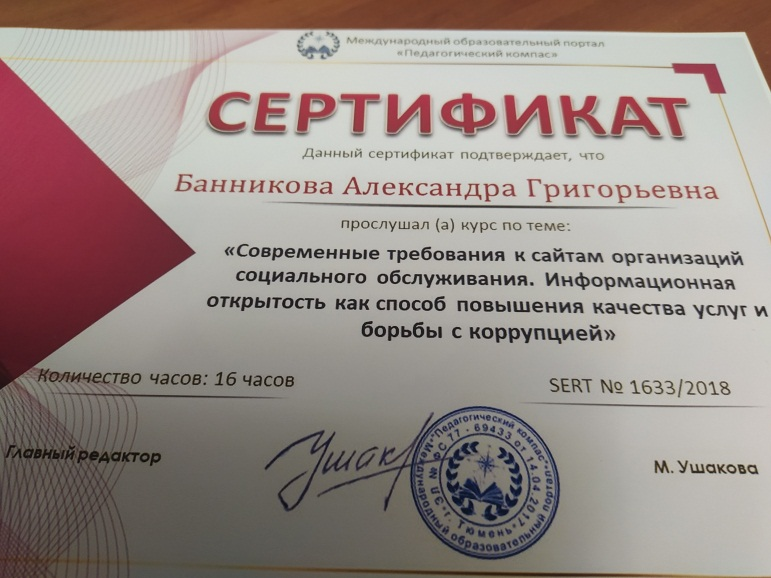 Международный образовательный портал
«Педагогический компас»
СЕРТИФИКАТ
Данный сертификат подтверждает, что
Банникова Александра Григорьевна
прослушал (а) курс по теме:
«Современные требования к сайтам организаций
социального обслуживания. Информационная
открытость как способ повышения качества услуг и
борьбы с коррупцией»
Количество часов: 16 часов
SERT № 1633/2018
Главный редактор
М. Ушакова
Международный образовательный портал «Педагогический компас»
ЭЛ № ФС 77 - 69433 от 14.04.2017
г. Тюмень